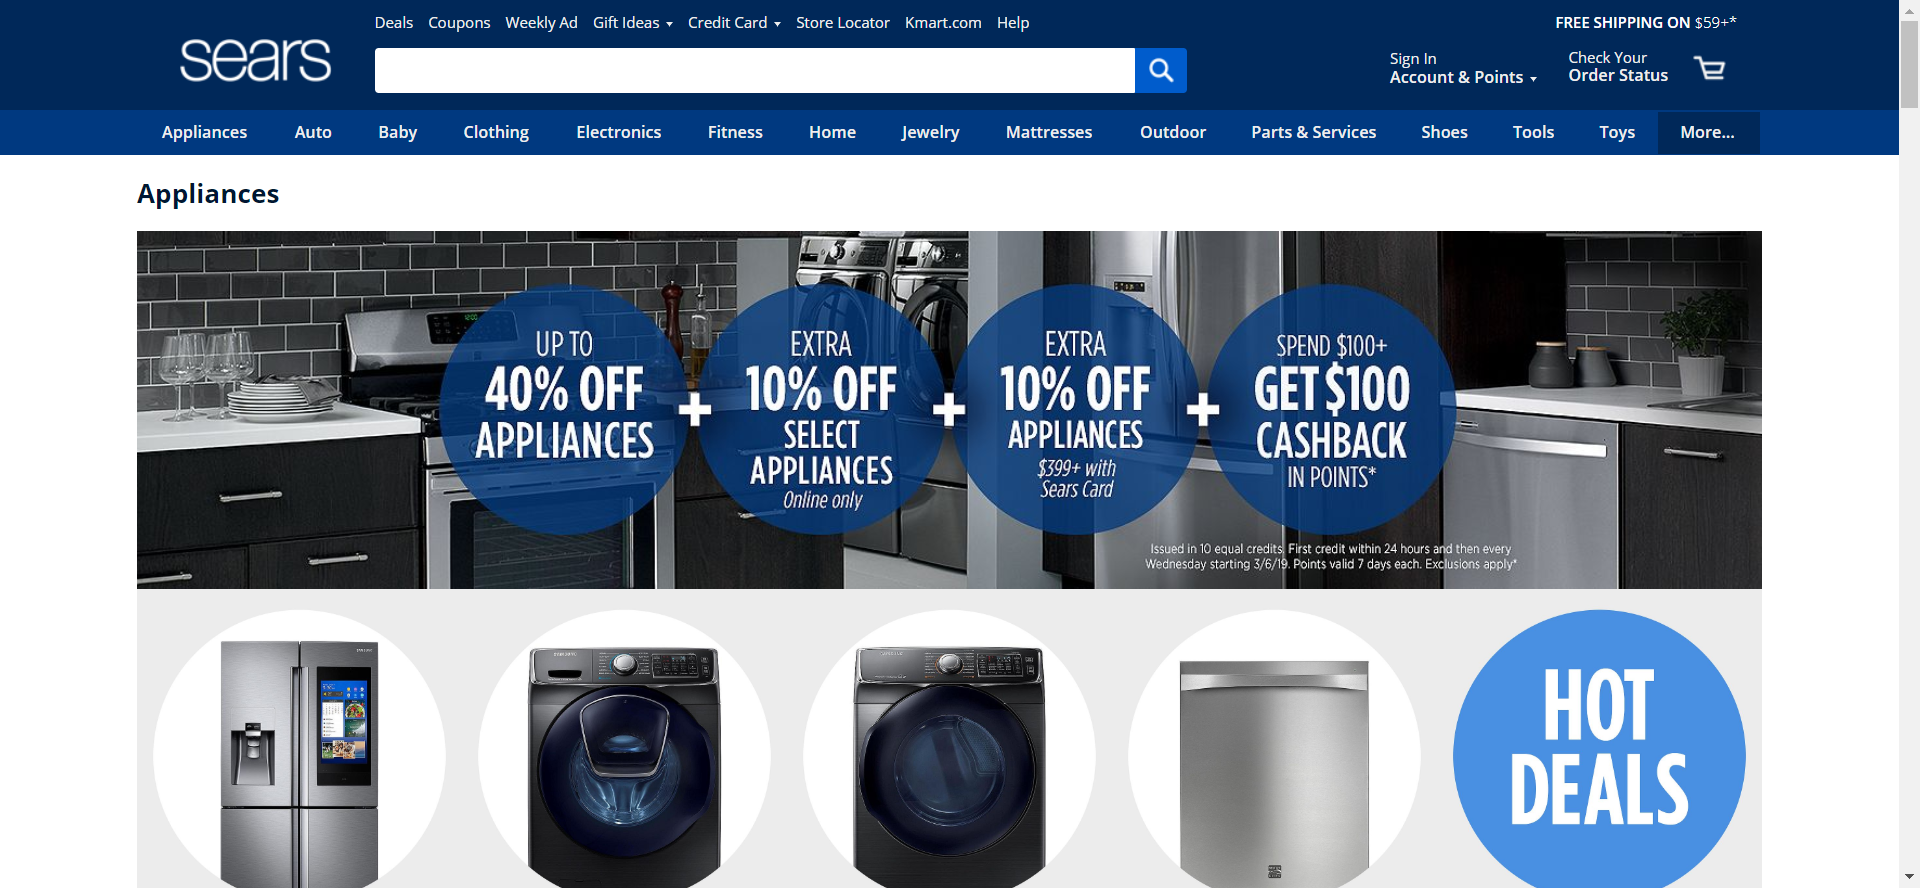 Deals Coupons Weekly Ad Gift Ideas Credit Card Store Locator Kmart.com Help
FREE SHIPPING ON $59+*
sears
Sign In
Account & Points
Check Your
Order Status
Appliances Auto Baby Clothing Electronics Fitness Home Jewelry Mattresses Outdoor Parts & Services Shoes Tools Toys More...
Appliances
UP TO
40% OFF
APPLIANCES
+
EXTRA
10% OFF
SELECT
APPLIANCES
Online only
+
EXTRA
10% OFF
APPLIANCES
$399+ with
Sears Card
+
SPEND $100+
GET $100
CASHBACK
IN POINTS*
Issued in 10 equal credits. First credit within 24 hours and then every
Wednesday starting 3/6/19. Points valid 7 days each. Exclusions apply*
HOT
DEALS